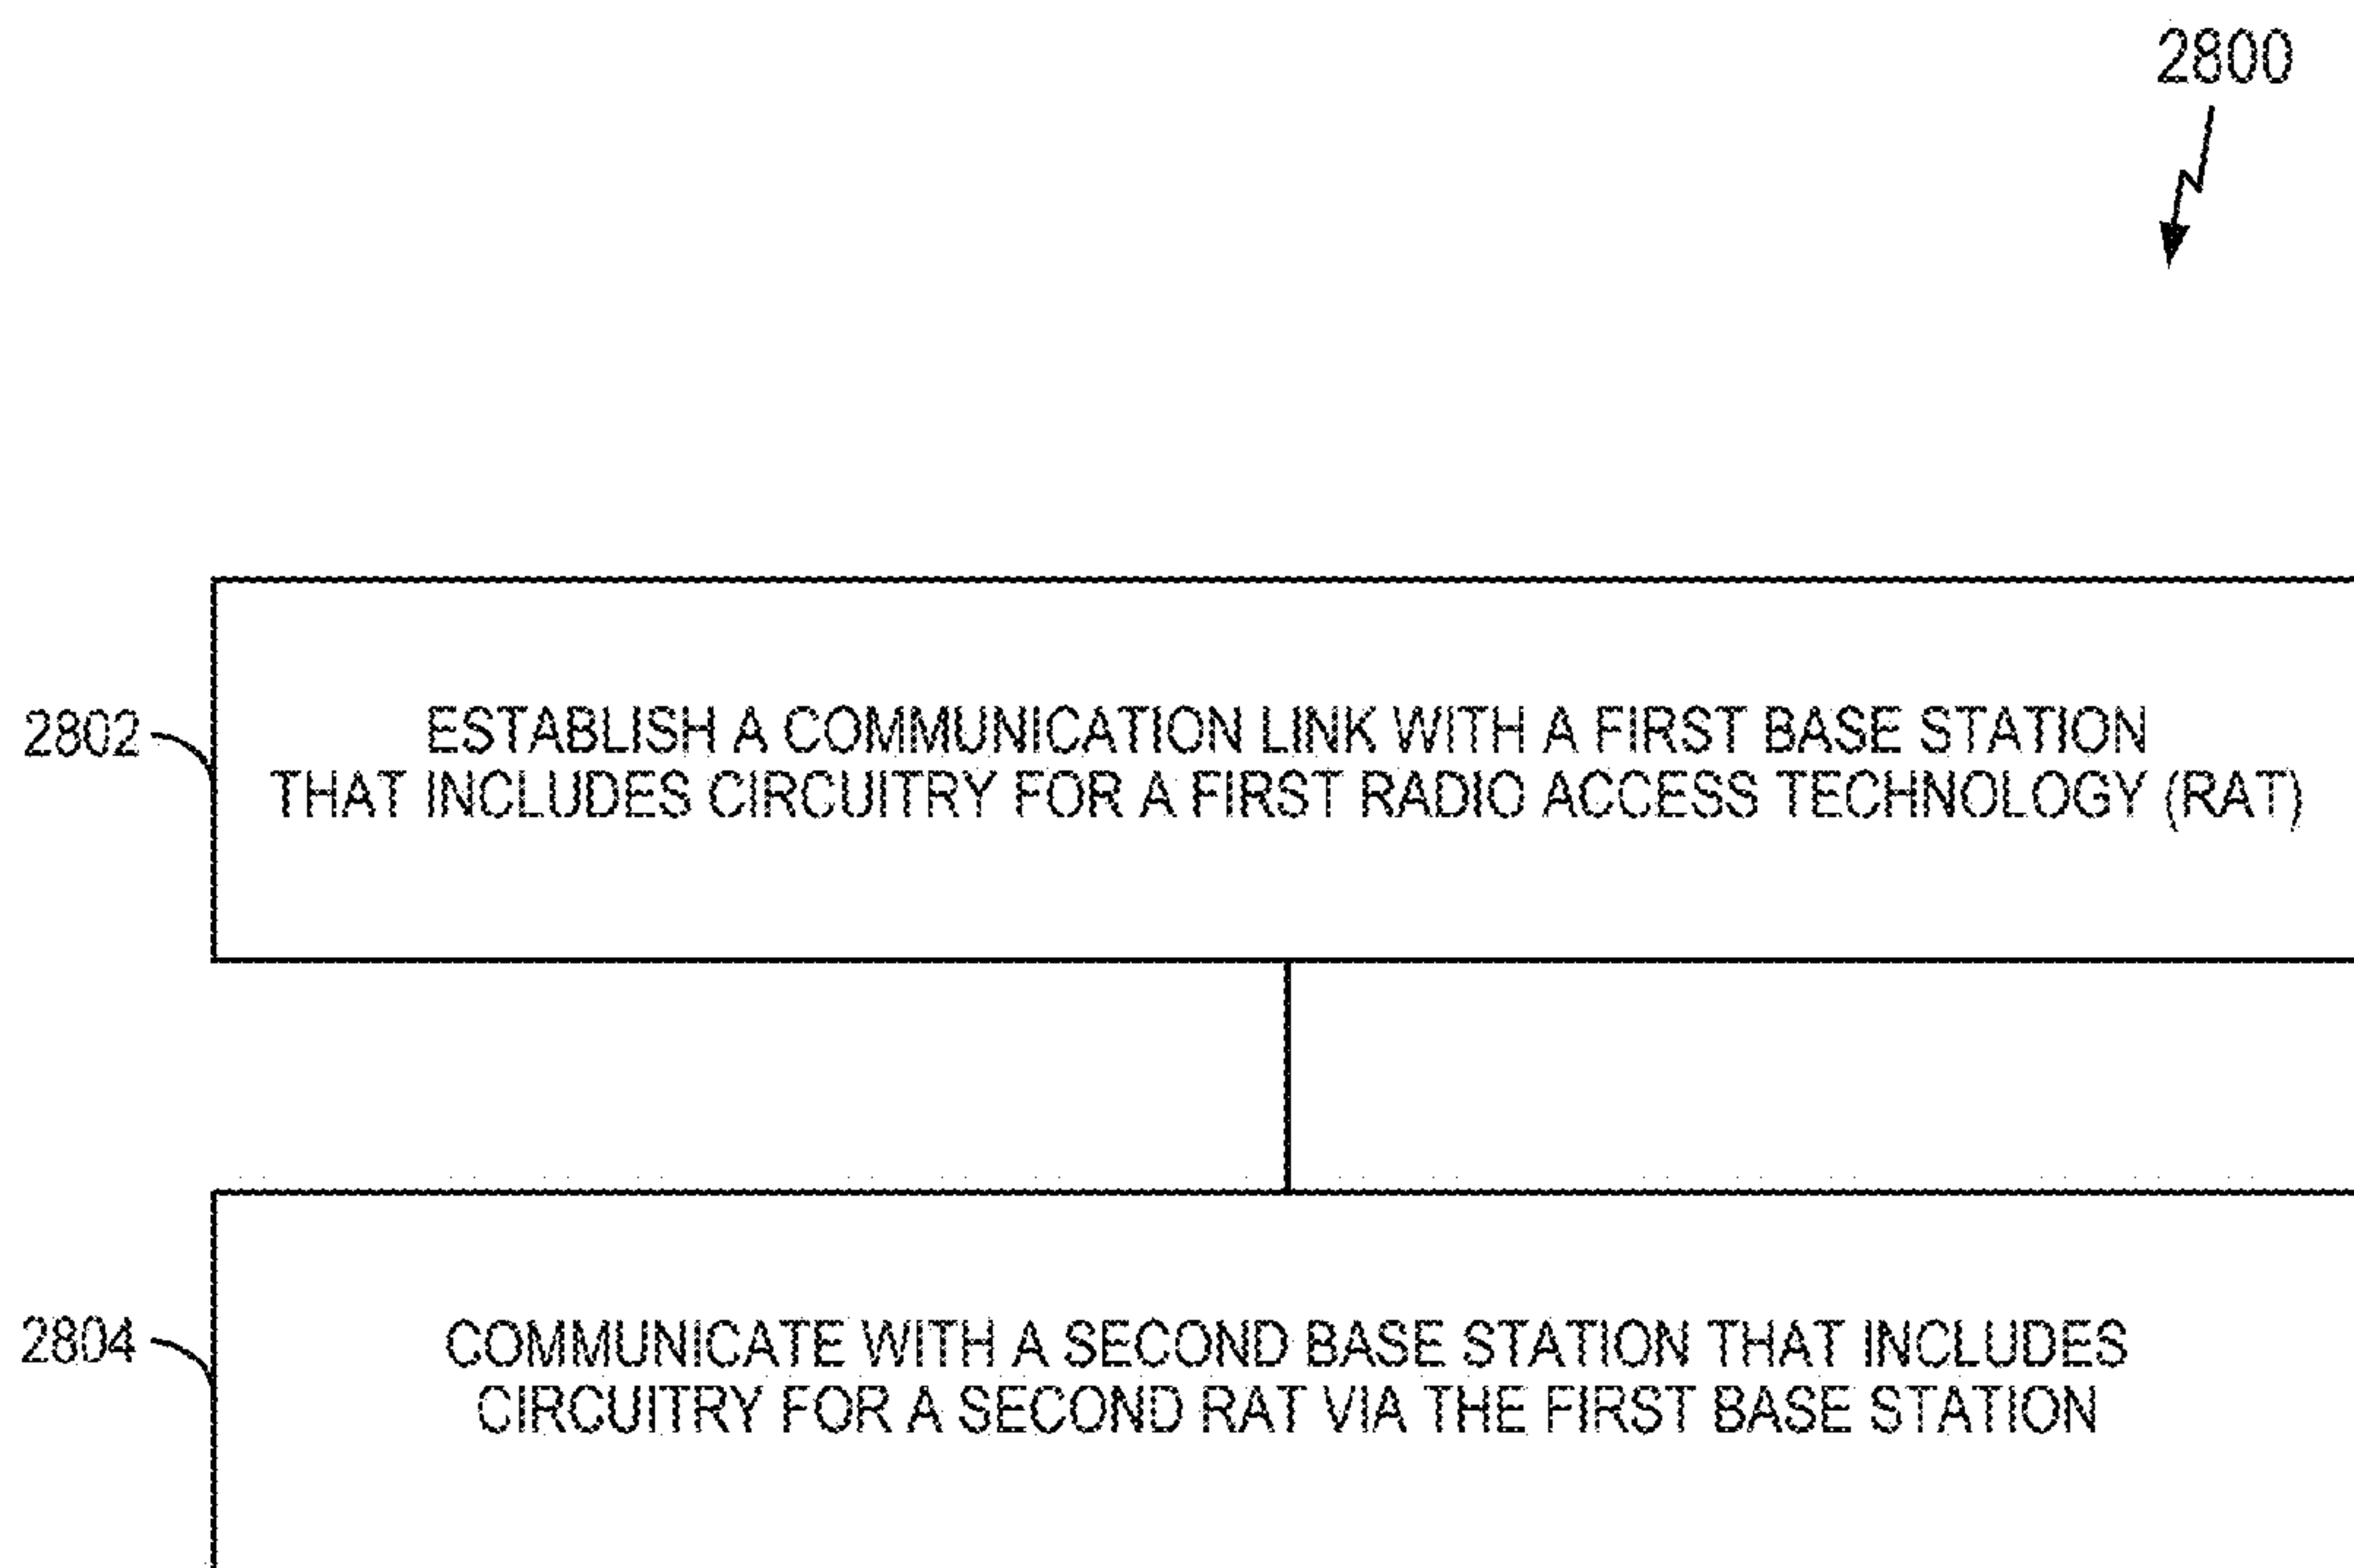 2800
2802
ESTABLISH A COMMUNICATION LINK WITH A FIRST BASE STATION
THAT INCLUDES CIRCUITRY FOR A FIRST RADIO ACCESS TECHNOLOGY (RAT)
2804
COMMUNICATE WITH A SECOND BASE STATION THAT INCLUDES
CIRCUITRY FOR A SECOND RAT VIA THE FIRST BASE STATION